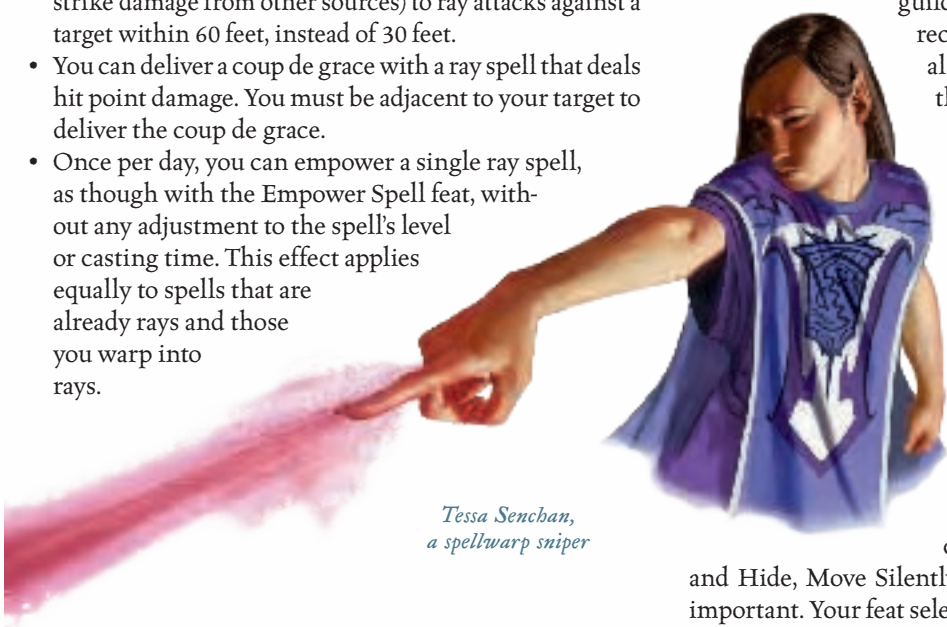 strike damage from other sources) to ray attacks against a
target within 60 feet, instead of 30 feet.
• You can deliver a coup de grace with a ray spell that deals
hit point damage. You must be adjacent to your target to
deliver the coup de grace.
• Once per day, you can empower a single ray spell,
as though with the Empower Spell feat, with-
out any adjustment to the spell's level
or casting time. This effect applies
equally to spells that are
already rays and those
you warp into
rays.
Tessa Senchan,
a spellwarp sniper
and Hide, Move Silently
important. Your feat sele